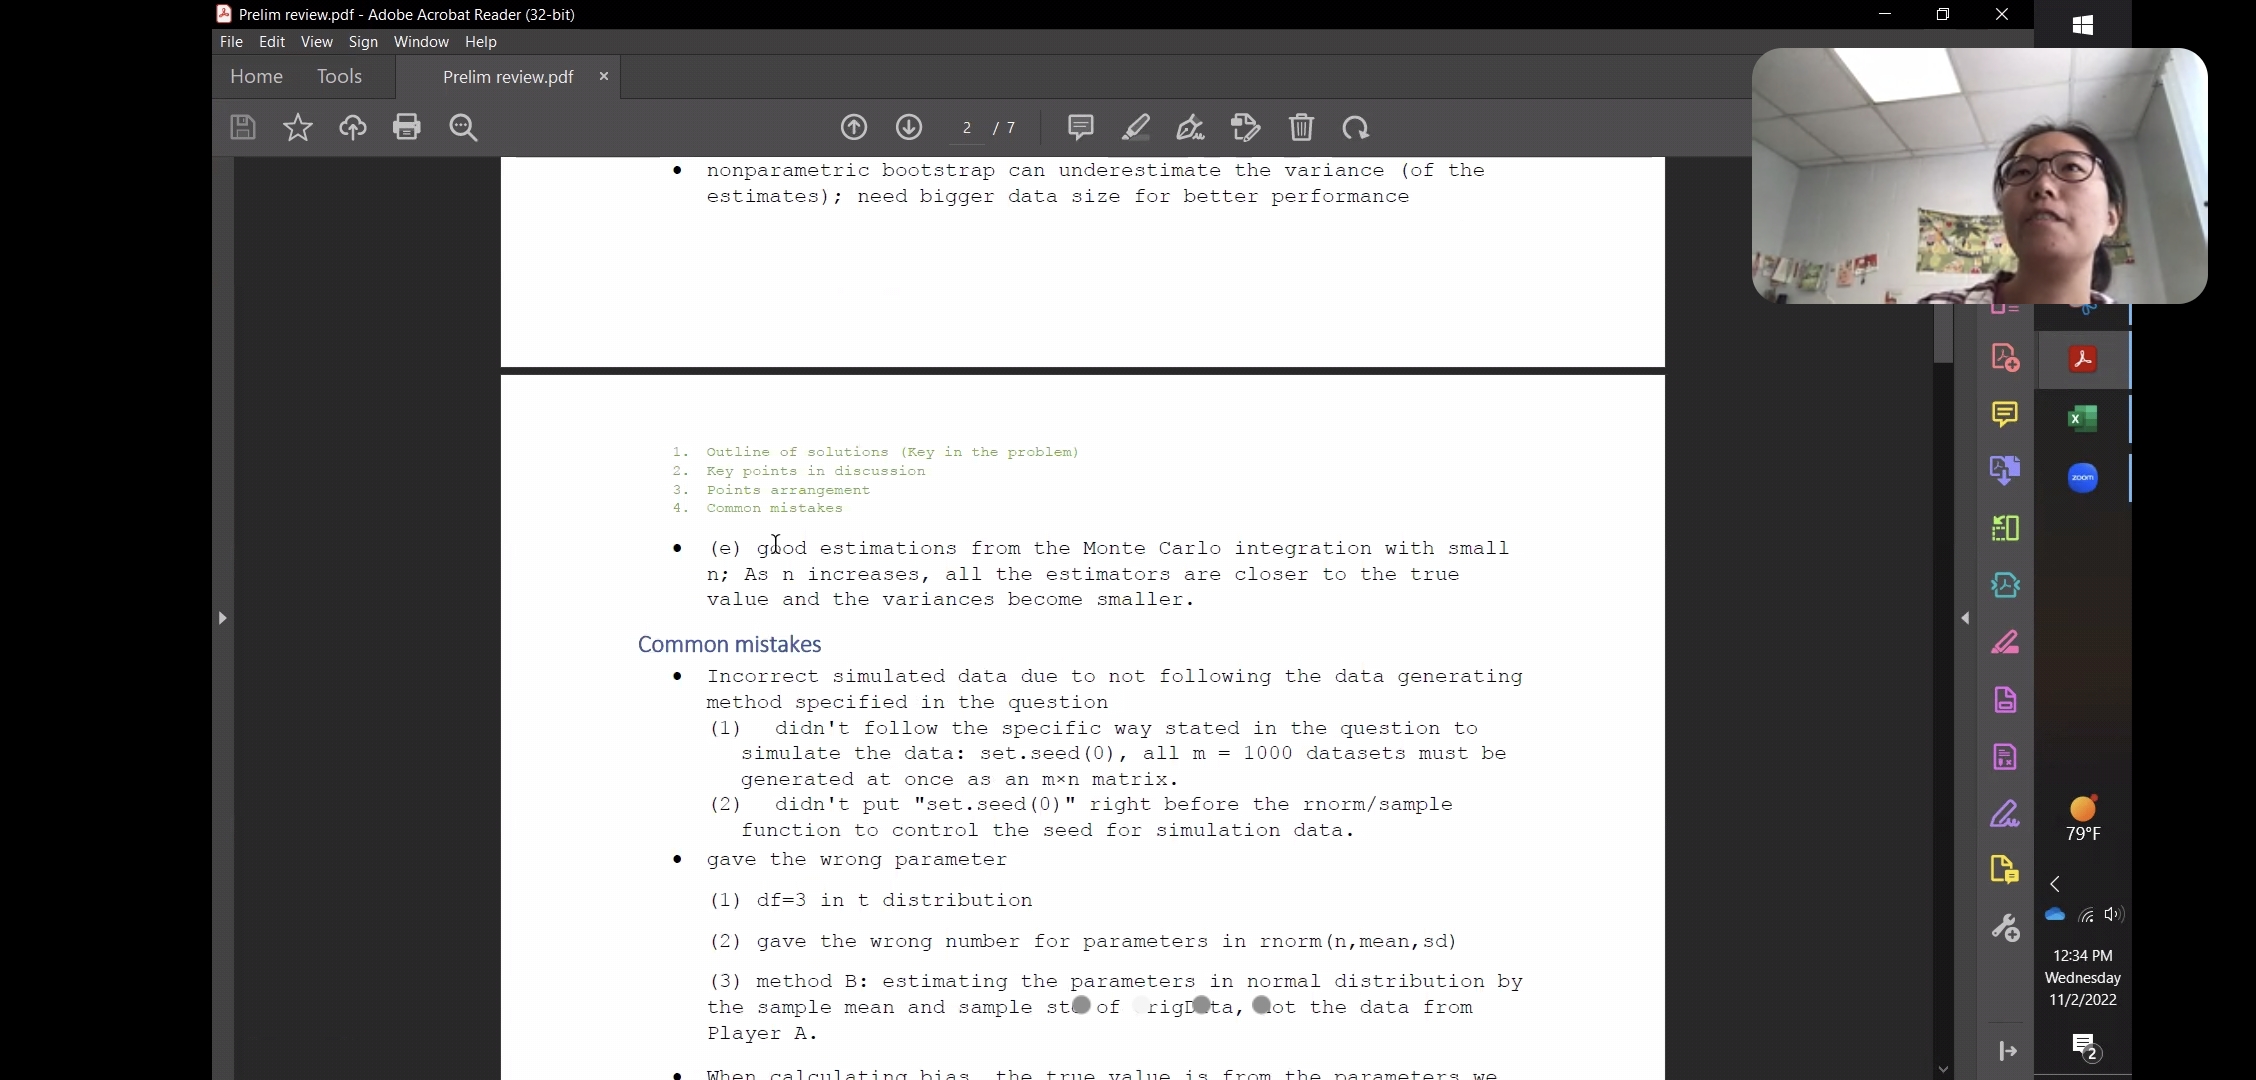 Prelim review.pdf - Adobe Acrobat Reader (32-bit)
File Edit View Sign Window Help
Home Tools Prelim review.pdf ×
2 / 7
• nonparametric bootstrap can underestimate the variance (of the
estimates); need bigger data size for better performance
1. Outline of solutions (Key in the problem)
2. Key points in discussion
3. Points arrangement
4. Common mistakes
• (e) good estimations from the Monte Carlo integration with small
n; As n increases, all the estimators are closer to the true
value and the variances become smaller.
Common mistakes
• Incorrect simulated data due to not following the data generating
method specified in the question
(1) didn't follow the specific way stated in the question to
simulate the data: set.seed(0), all m = 1000 datasets must be
generated at once as an m×n matrix.
(2) didn't put "set.seed(0)" right before the rnorm/sample
function to control the seed for simulation data.
• gave the wrong parameter
(1) df=3 in t distribution
(2) gave the wrong number for parameters in rnorm(n,mean,sd)
(3) method B: estimating the parameters in normal distribution by
the sample mean and sample of the data from
Player A.
• When calculating bias, the true value is from the parameters we
zoom
79°F
12:34 PM
Wednesday
11/2/2022
2